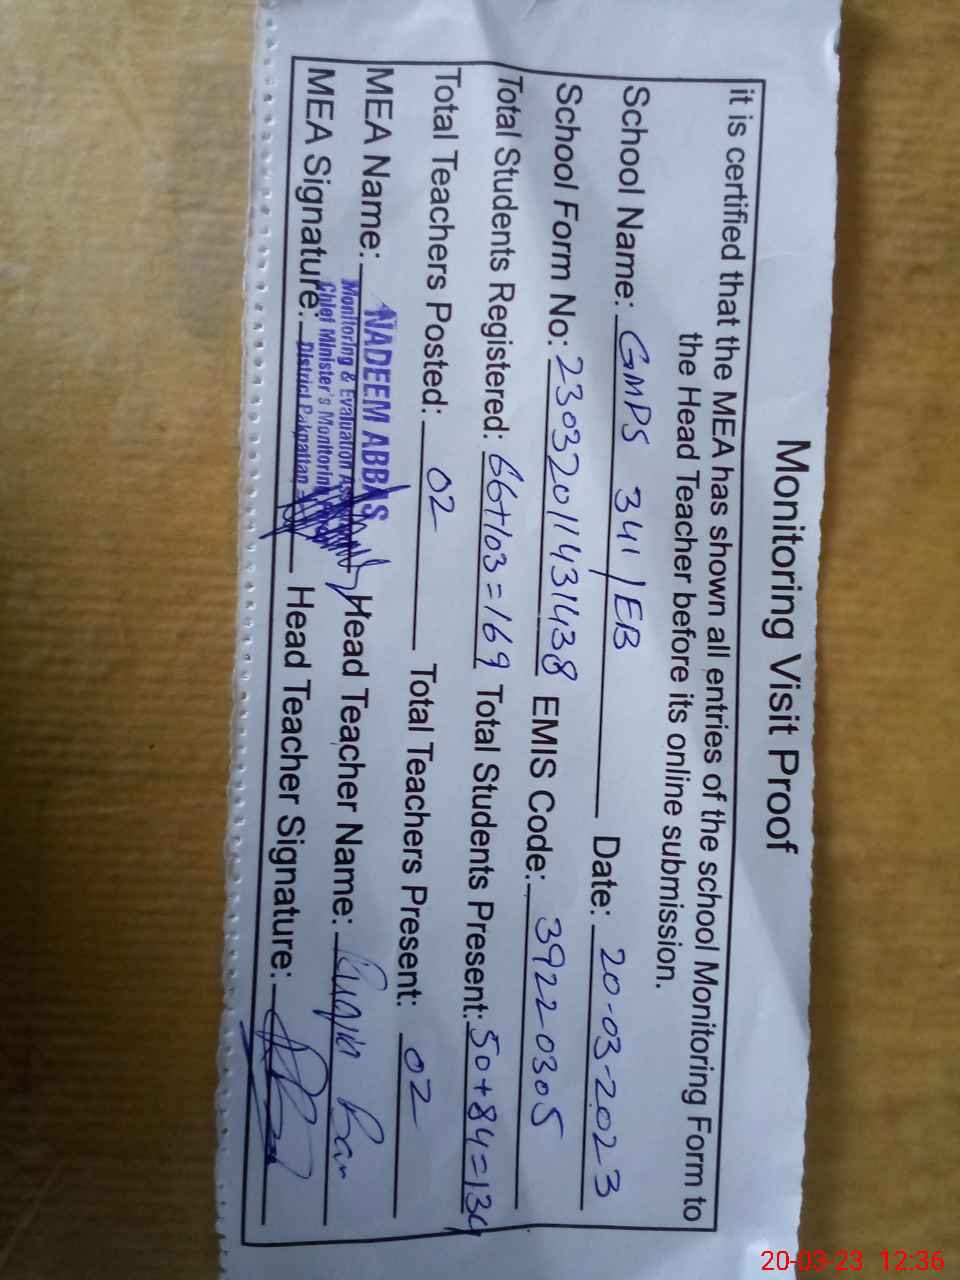 Monitoring Visit Proof
it is certified that the MEA has shown all entries of the school Monitoring Form to
the Head Teacher before its online submission.
School Name: GMPS 341/EB Date: 20-03-2023
School Form No: 2303201143143​8 EMIS Code: 39220305
Total Students Registered: 66+103=169 Total Students Present: 50+84=134
Total Teachers Posted: 02 Total Teachers Present: 02
MEA Name: NADEEM ABBAS Head Teacher Name:
Monitoring & Evaluation
Chief Minister's Monitoring
MEA Signature: District Pakpattan Head Teacher Signature:
20-03-23 12:36